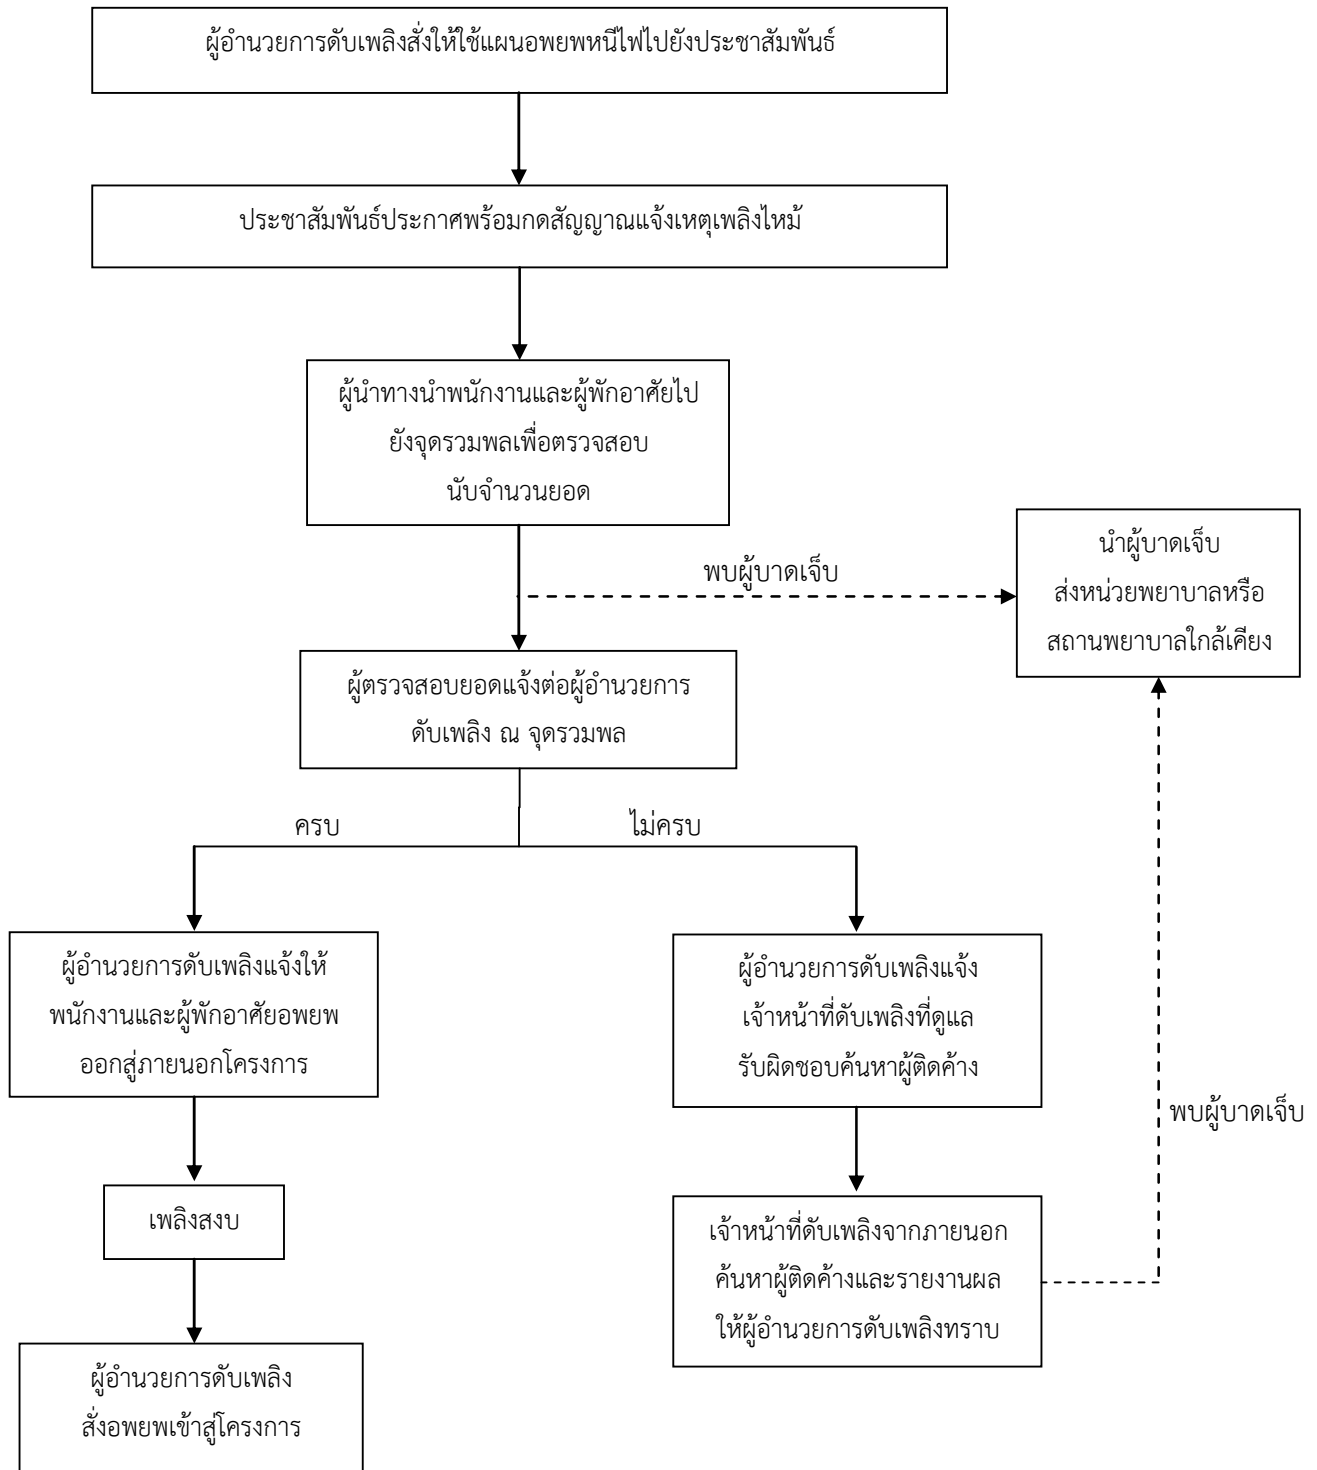 ผู้อำนวยการดับเพลิงสั่งให้ใช้แผนอพยพหนีไฟไปยังประชาสัมพันธ์
ประชาสัมพันธ์ประกาศพร้อมกดสัญญาณแจ้งเหตุเพลิงไหม้
ผู้นำทางนำพนักงานและผู้พักอาศัยไป
ยังจุดรวมพลเพื่อตรวจสอบ
นับจำนวนยอด
พบผู้บาดเจ็บ
นำผู้บาดเจ็บ
ส่งหน่วยพยาบาลหรือ
สถานพยาบาลใกล้เคียง
ผู้ตรวจสอบยอดแจ้งต่อผู้อำนวยการ
ดับเพลิง ณ จุดรวมพล
ครบ
ไม่ครบ
ผู้อำนวยการดับเพลิงแจ้งให้
พนักงานและผู้พักอาศัยอพยพ
ออกสู่ภายนอกโครงการ
ผู้อำนวยการดับเพลิงแจ้ง
เจ้าหน้าที่ดับเพลิงที่ดูแล
รับผิดชอบค้นหาผู้ติดค้าง
พบผู้บาดเจ็บ
เพลิงสงบ
เจ้าหน้าที่ดับเพลิงจากภายนอก
ค้นหาผู้ติดค้างและรายงานผล
ให้ผู้อำนวยการดับเพลิงทราบ
ผู้อำนวยการดับเพลิง
สั่งอพยพเข้าสู่โครงการ